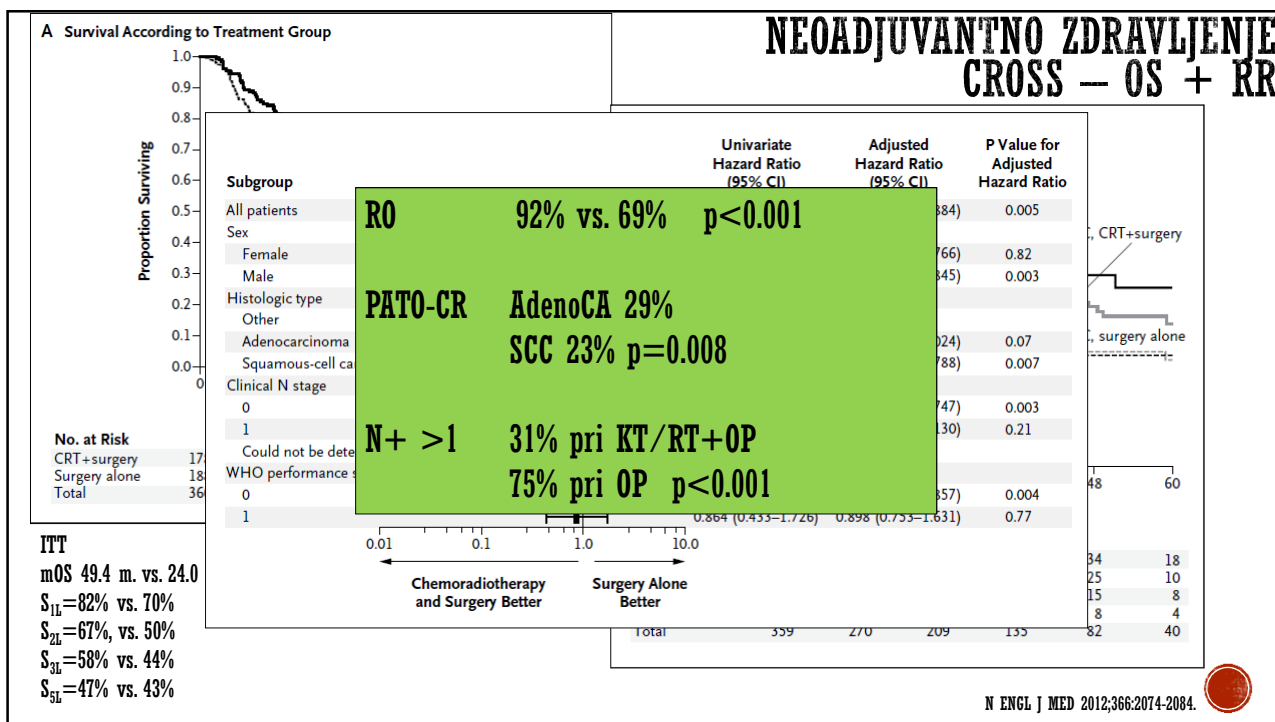 NEOADJUVANTNO ZDRAVLJENJE
CROSS – OS + RR
A Survival According to Treatment Group
Proportion Surviving
1.0
0.9
0.8
0.7
0.6
0.5
0.4
0.3
0.2
0.1
0.0
0
No. at Risk
CRT+surgery
Surgery alone
Total
Univariate Hazard Ratio (95% CI)
Adjusted Hazard Ratio (95% CI)
P Value for Adjusted Hazard Ratio
Subgroup
All patients 0.005
Sex
Female 0.82
Male 0.003
Histologic type
Other
Adenocarcinoma 0.07
Squamous-cell 0.007
Clinical N stage
0 0.003
1 0.21
Could not be
WHO performance
0 0.004
1 0.864 (0.433–1.726) 0.898 (0.753–1.631) 0.77
0.01 0.1 1.0 10.0
Chemoradiotherapy and Surgery Better
Surgery Alone Better
R0 92% vs. 69% p<0.001
PATO-CR AdenoCA 29%
SCC 23% p=0.008
N+ >1 31% pri KT/RT+OP
75% pri OP p<0.001
CRT+surgery
surgery alone
48 60
34 18
25 10
15 8
8 4
Total 359 270 209 135 82 40
ITT
mOS 49.4 m. vs. 24.0
S1L=82% vs. 70%
S2L=67%, vs. 50%
S3L=58% vs. 44%
S5L=47% vs. 43%
N ENGL J MED 2012;366:2074-2084.